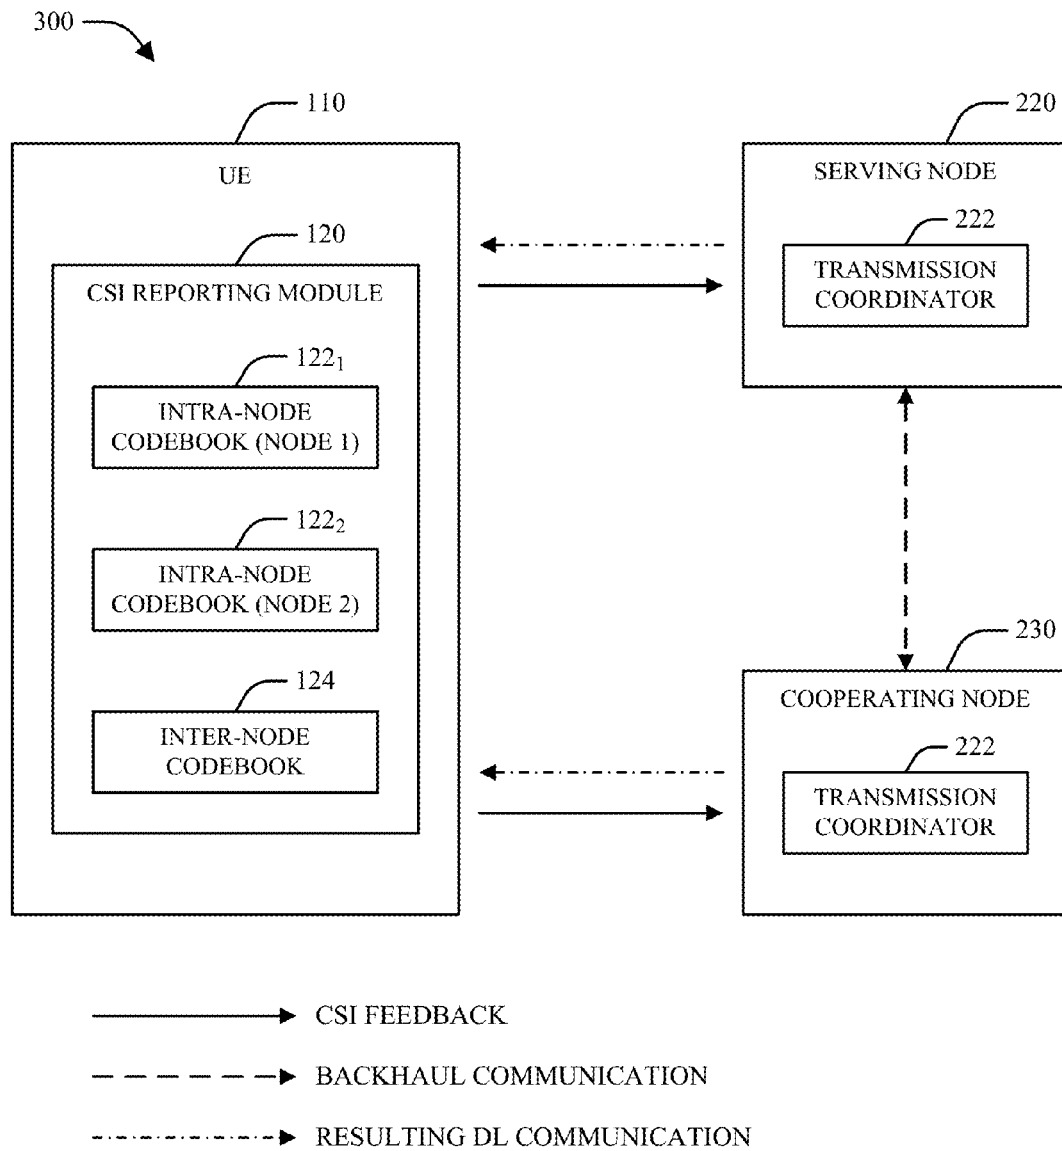 300
110
UE
120
CSI REPORTING MODULE
122₁
INTRA-NODE
CODEBOOK (NODE 1)
122₂
INTRA-NODE
CODEBOOK (NODE 2)
124
INTER-NODE
CODEBOOK
220
SERVING NODE
222
TRANSMISSION
COORDINATOR
230
COOPERATING NODE
222
TRANSMISSION
COORDINATOR
CSI FEEDBACK
BACKHAUL COMMUNICATION
RESULTING DL COMMUNICATION